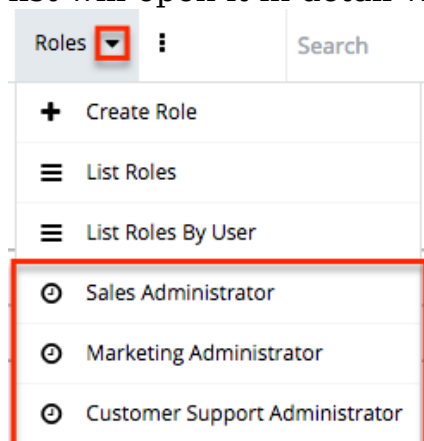 Roles Search
Create Role
List Roles
List Roles By User
Sales Administrator
Marketing Administrator
Customer Support Administrator